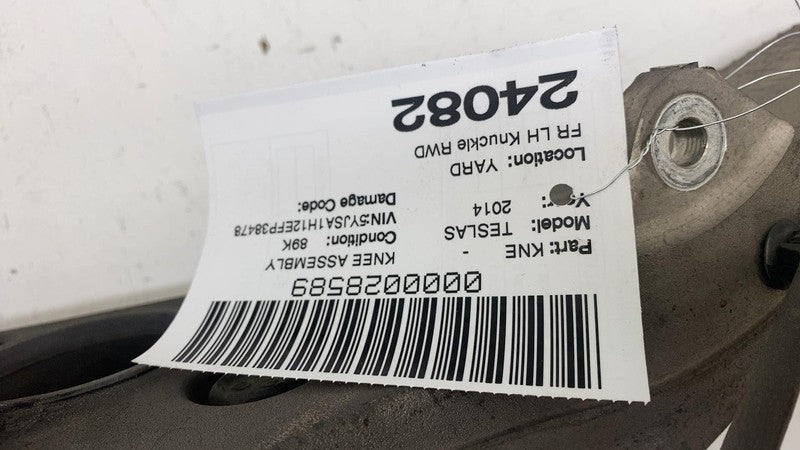 0000028589
Part: KNE - KNEE ASSEMBLY
Model: TESLAS Condition: 89K
Year: 2014 VIN:5YJSA1H12EFP38478
Damage Code:
Location: YARD
FR LH Knuckle RWD
24082